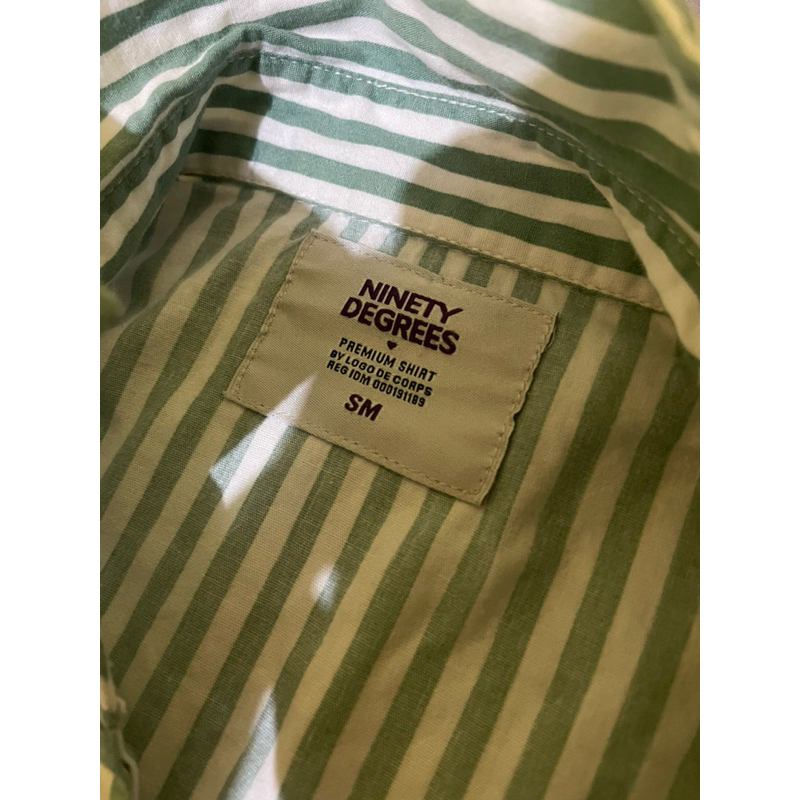 NINETY
DEGREES
PREMIUM SHIRT
BY LOGO DE CORPS
REG IDM 000191189
SM